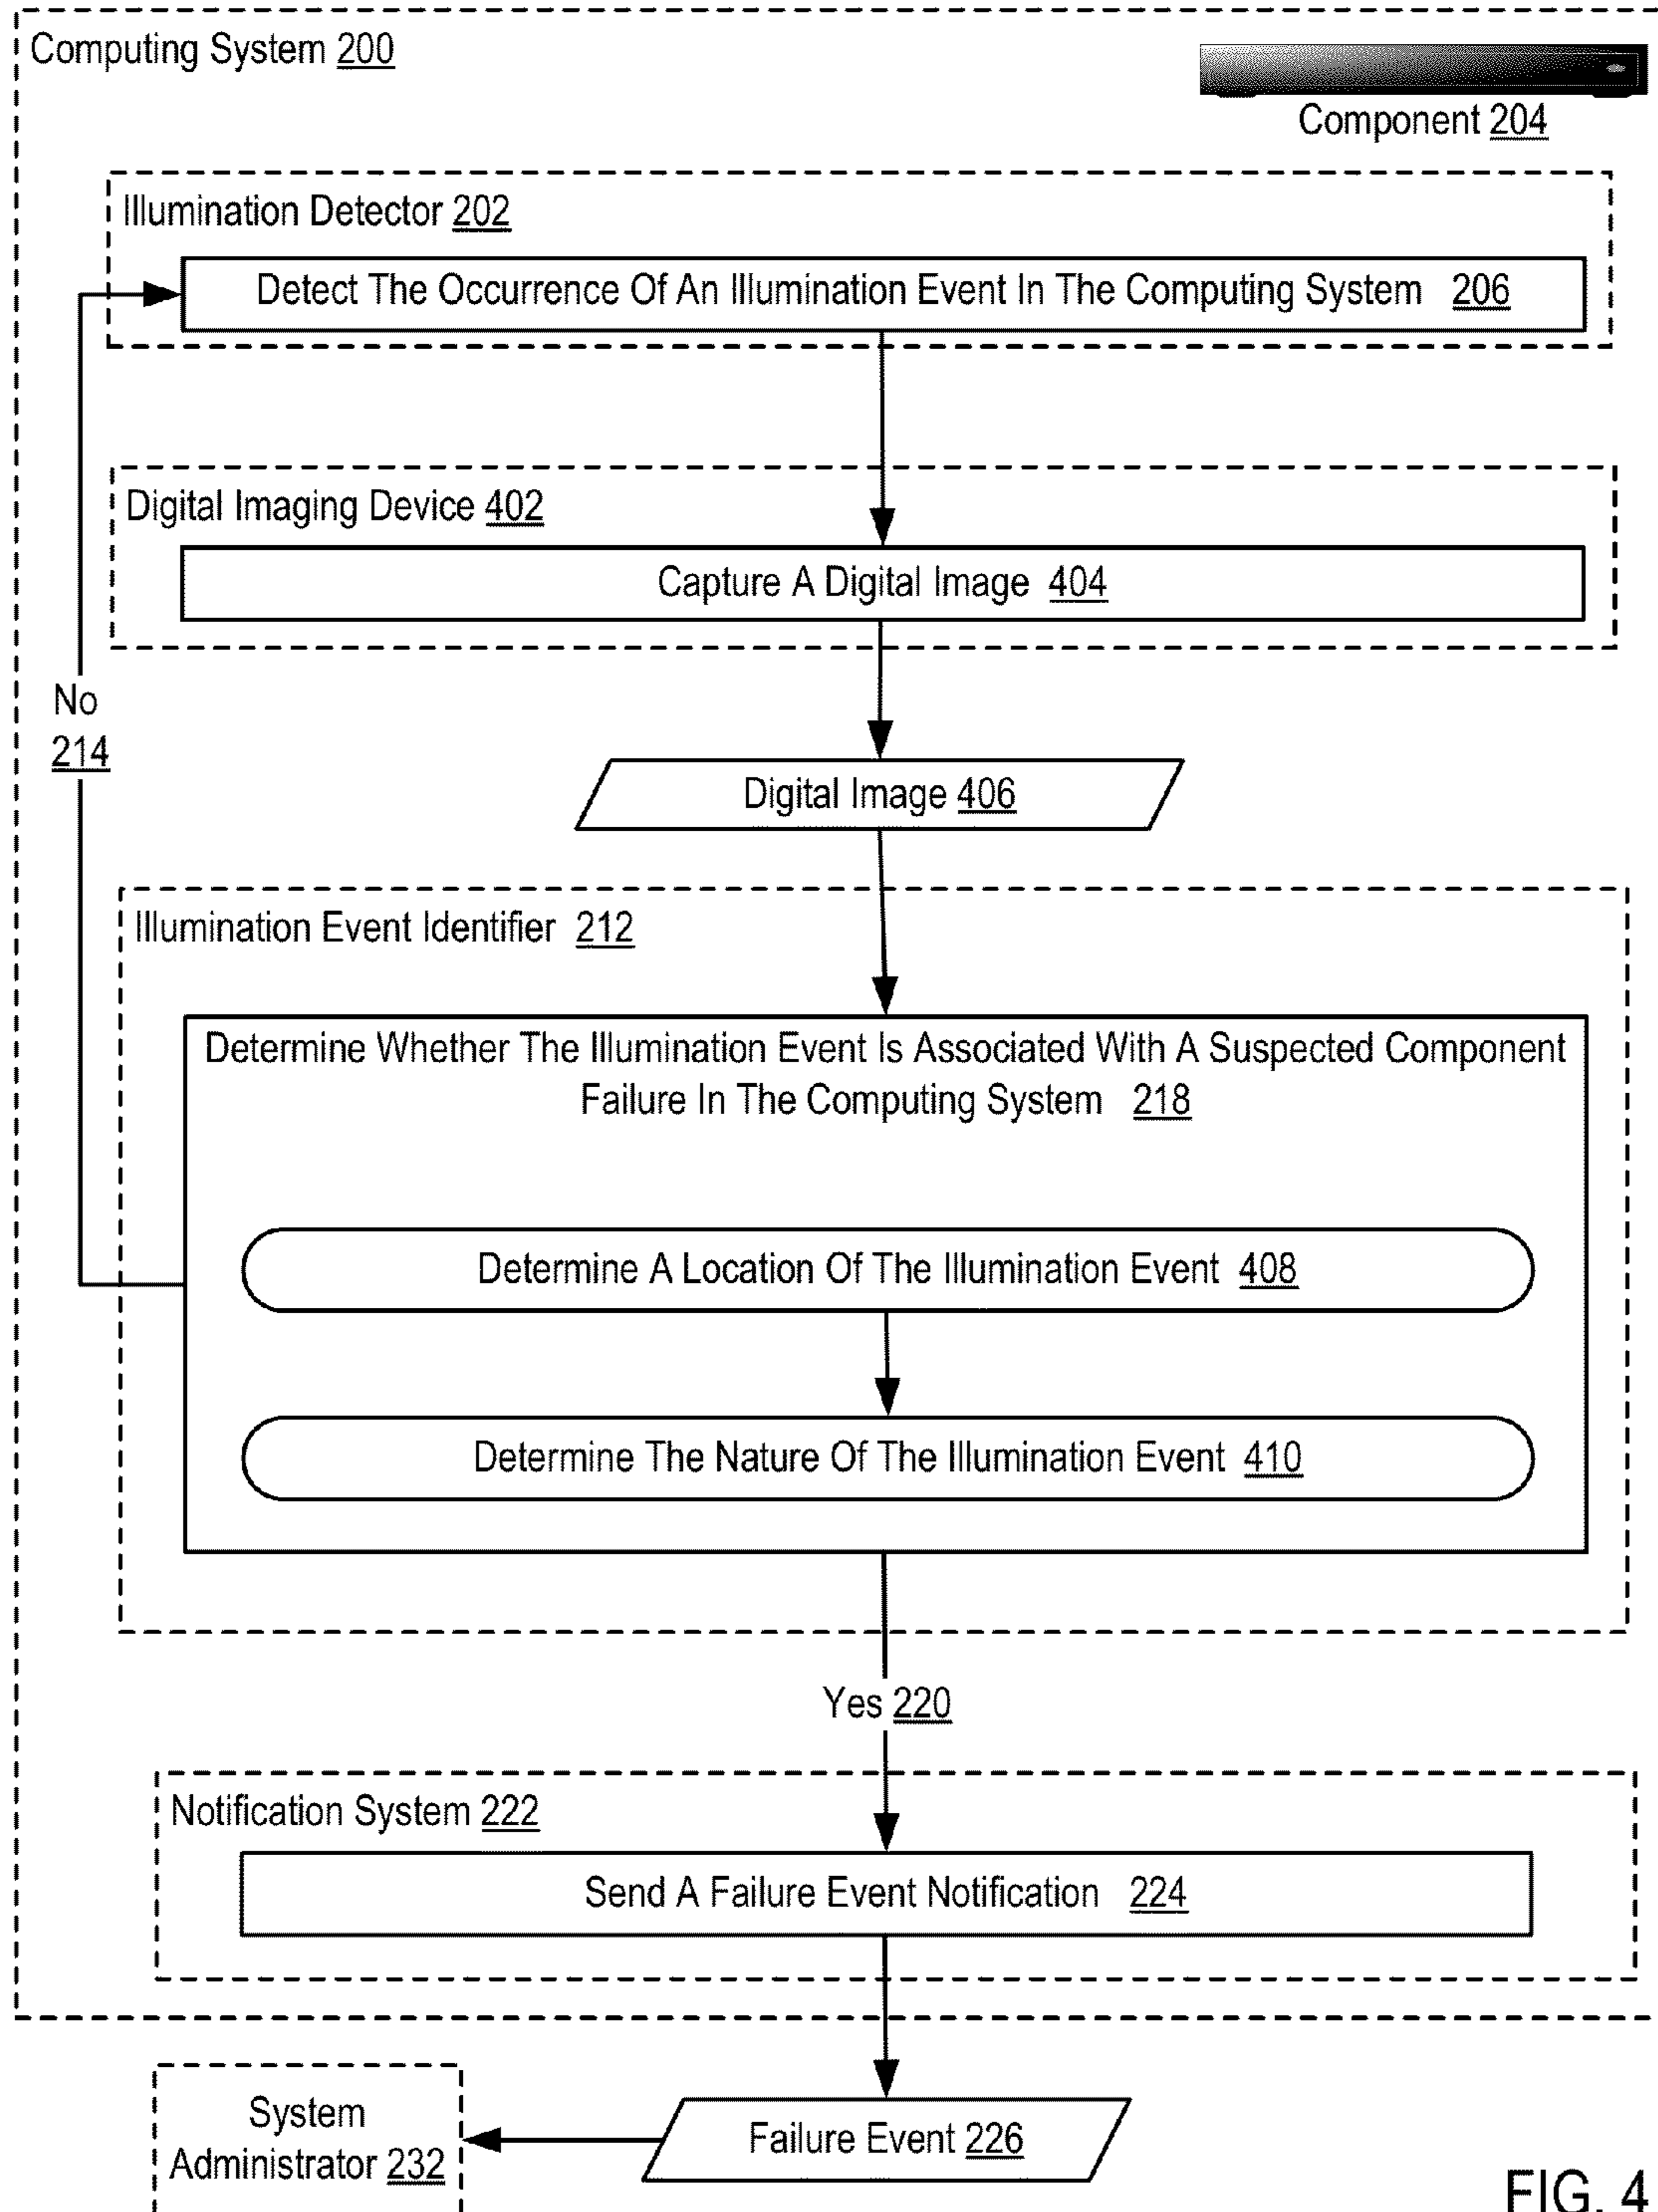 Computing System 200
Component 204
Illumination Detector 202
Detect The Occurrence Of An Illumination Event In The Computing System 206
Digital Imaging Device 402
Capture A Digital Image 404
No
214
Digital Image 406
Illumination Event Identifier 212
Determine Whether The Illumination Event Is Associated With A Suspected Component
Failure In The Computing System 218
Determine A Location Of The Illumination Event 408
Determine The Nature Of The Illumination Event 410
Yes 220
Notification System 222
Send A Failure Event Notification 224
System
Administrator 232
Failure Event 226
FIG. 4